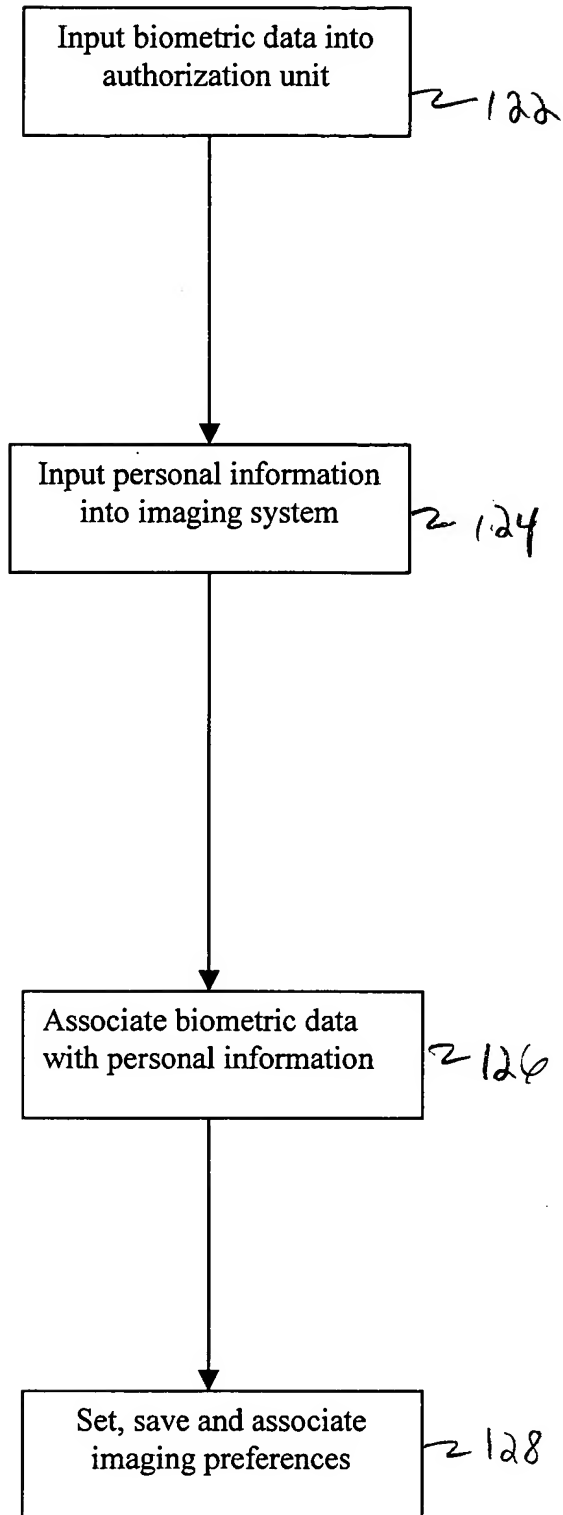 Input biometric data into
authorization unit
122
Input personal information
into imaging system
124
Associate biometric data
with personal information
126
Set, save and associate
imaging preferences
128